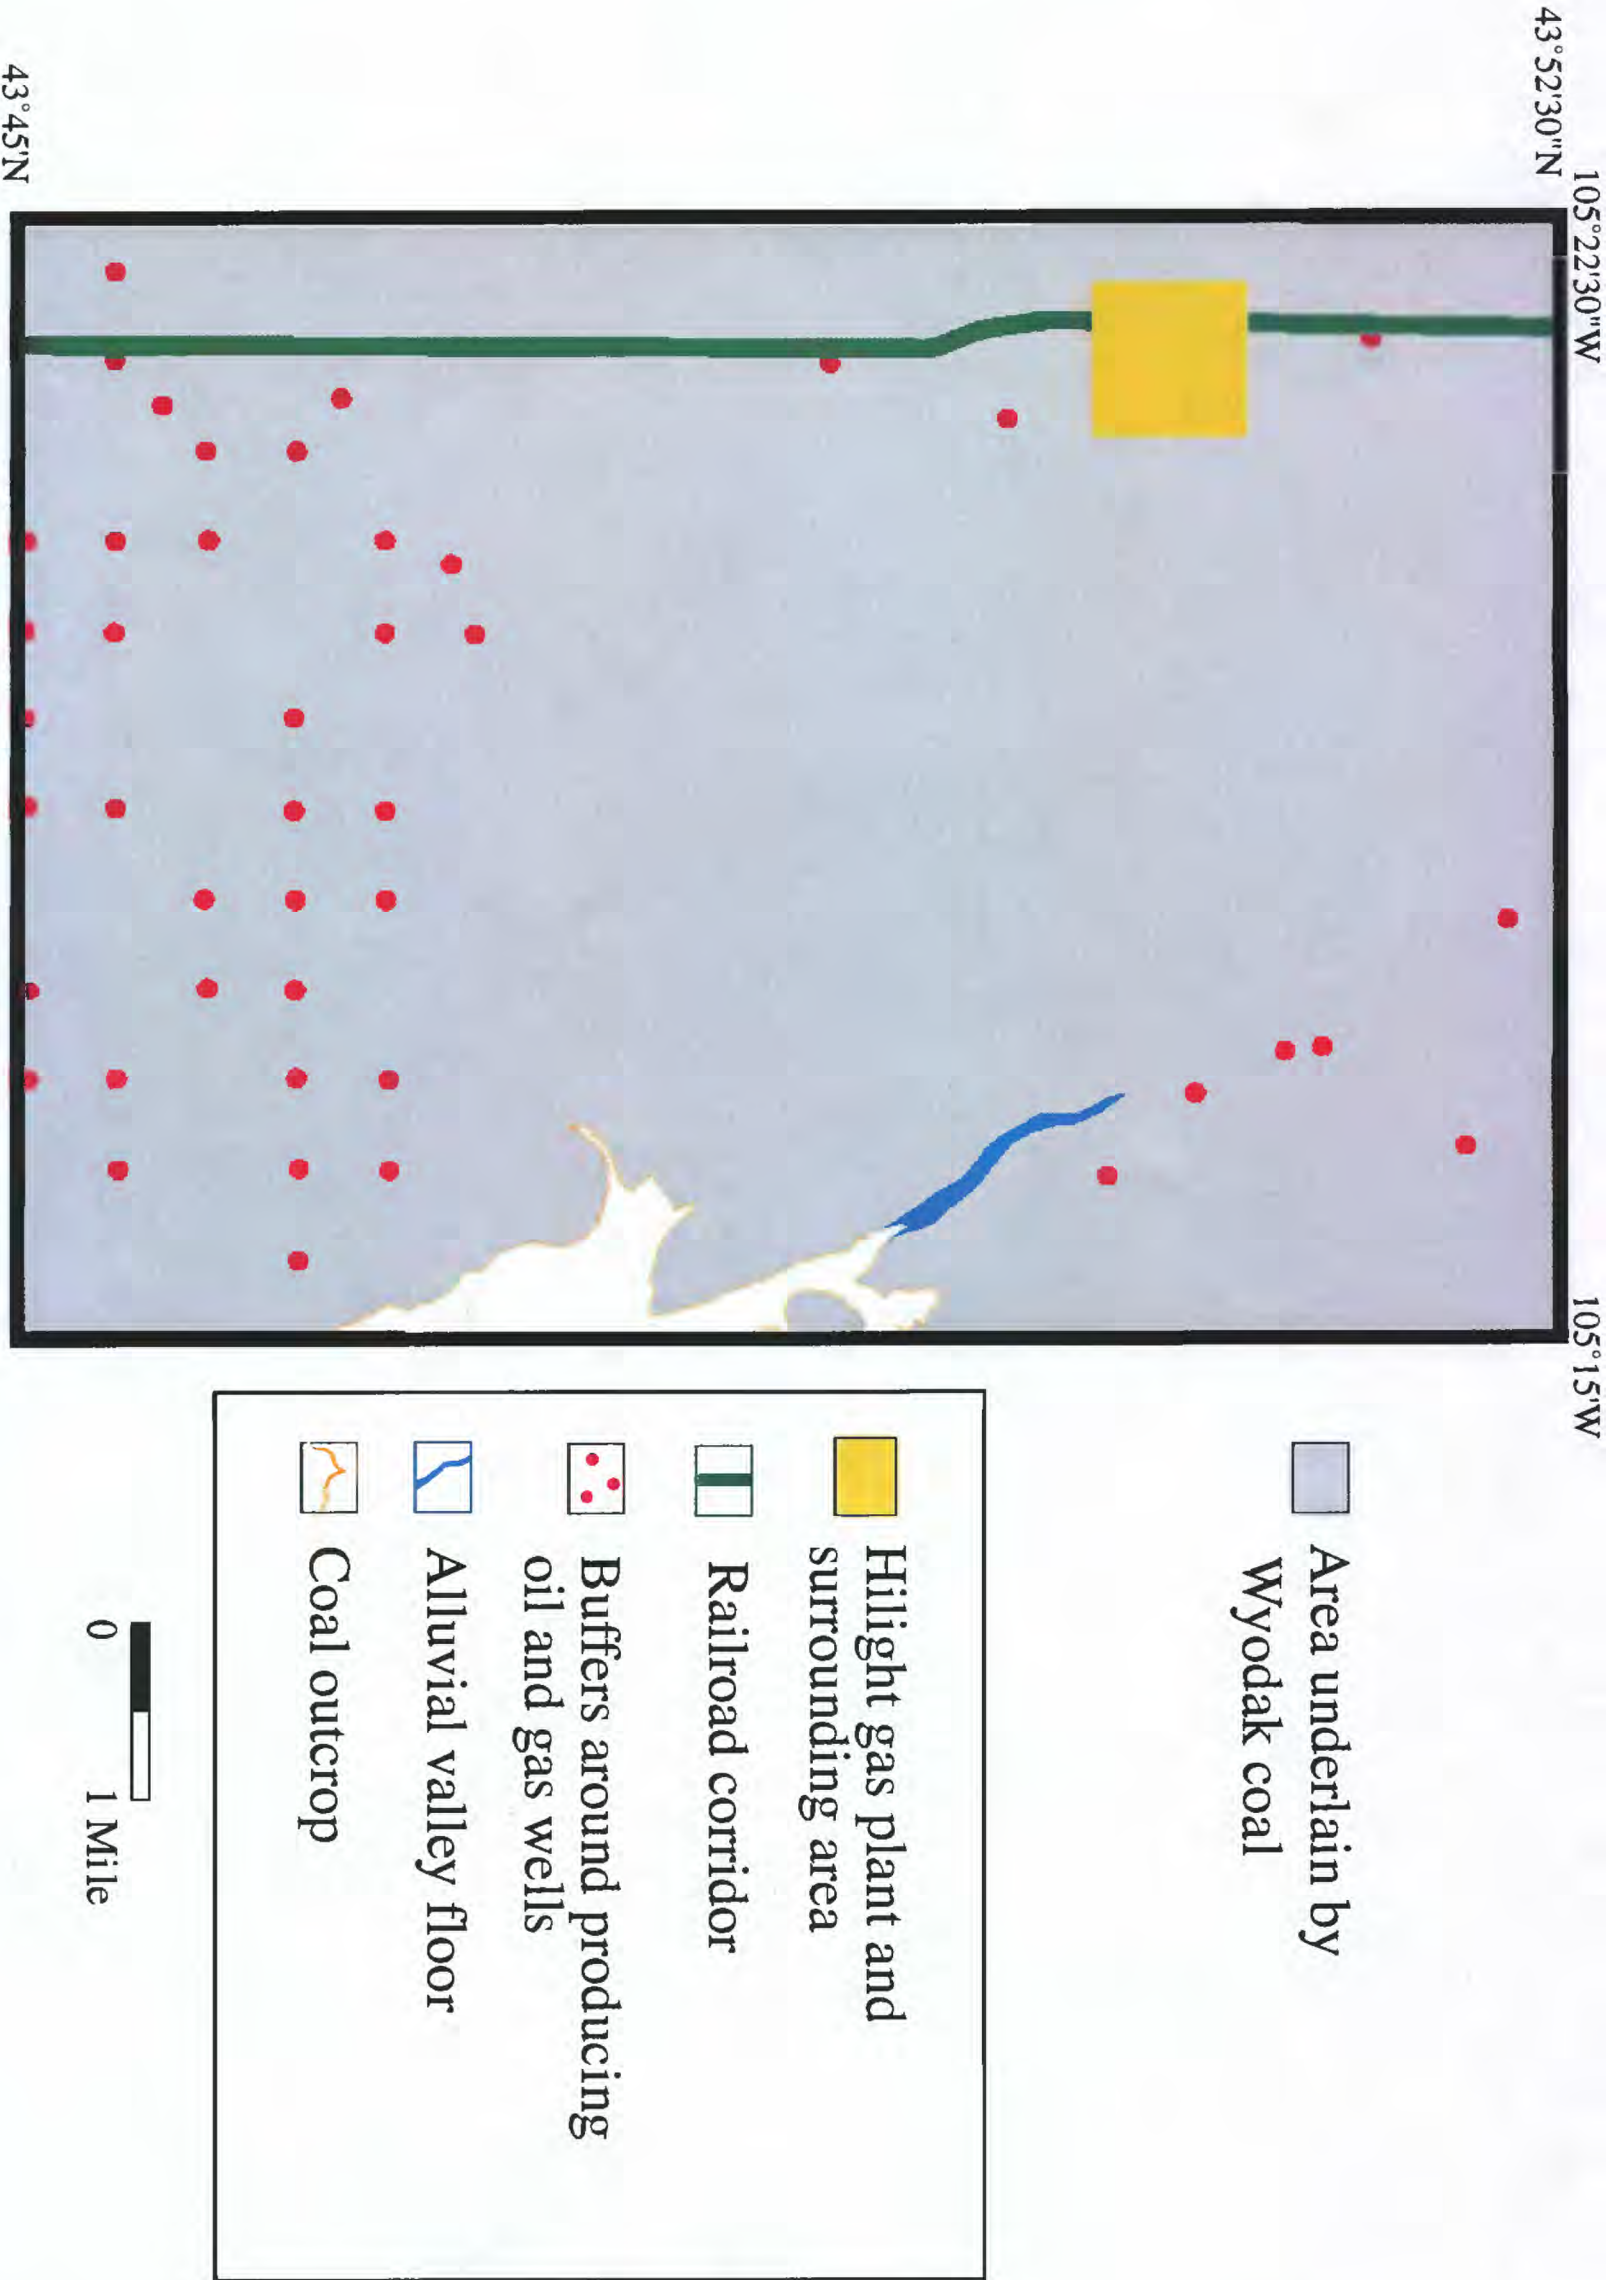 105°22'30"W
105°15'W
43°52'30"N
43°45'N
Area underlain by
Wyodak coal
Hilight gas plant and
surrounding area
Railroad corridor
Buffers around producing
oil and gas wells
Alluvial valley floor
Coal outcrop
0
1 Mile